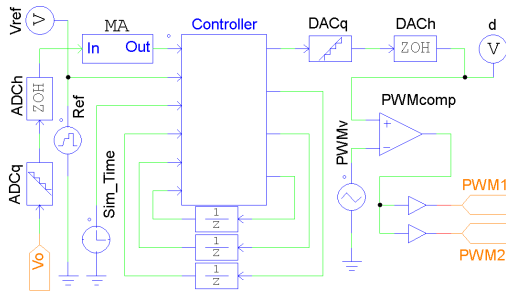 Controller
Vref
V
MA
In
Out
DACq
DACh
ZOH
d
V
ADCh
ZOH
Ref
PWMcomp
+
−
ADCq
Sim_Time
PWMv
PWM1
PWM2
1
Z
1
Z
1
Z
Vo